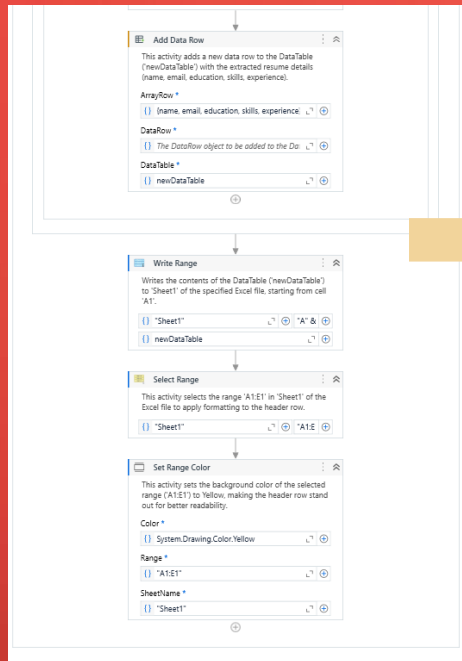 Add Data Row
This activity adds a new data row to the DataTable
('newDataTable') with the extracted resume details
(name, email, education, skills, experience).
ArrayRow *
{} {name, email, education, skills, experience
DataRow *
{} The DataRow object to be added to the Da
DataTable *
{} newDataTable
Write Range
Writes the contents of the DataTable ('newDataTable')
to 'Sheet1' of the specified Excel file, starting from cell
'A1'.
{} "Sheet1" "A" &
{} newDataTable
Select Range
This activity selects the range 'A1:E1' in 'Sheet1' of the
Excel file to apply formatting to the header row.
{} "Sheet1" "A1:E
Set Range Color
This activity sets the background color of the selected
range ('A1:E1') to Yellow, making the header row stand
out for better readability.
Color *
{} System.Drawing.Color.Yellow
Range *
{} "A1:E1"
SheetName *
{} "Sheet1"